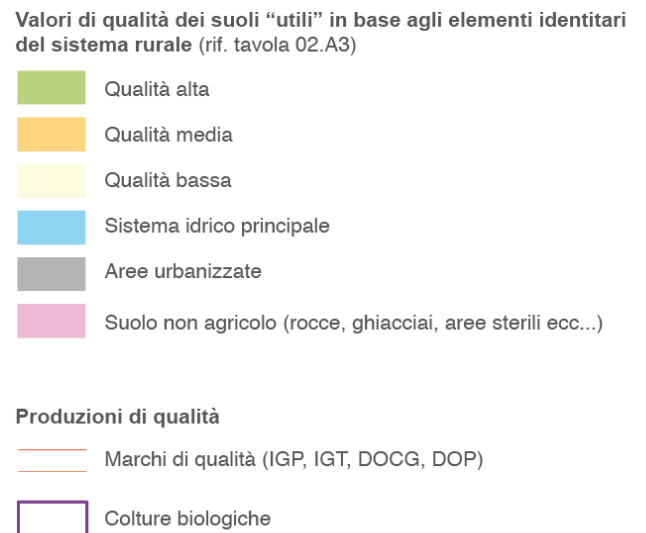 Valori di qualità dei suoli “utili” in base agli elementi identitari
del sistema rurale (rif. tavola 02.A3)
Qualità alta
Qualità media
Qualità bassa
Sistema idrico principale
Aree urbanizzate
Suolo non agricolo (rocce, ghiacciai, aree sterili ecc...)
Produzioni di qualità
Marchi di qualità (IGP, IGT, DOCG, DOP)
Colture biologiche